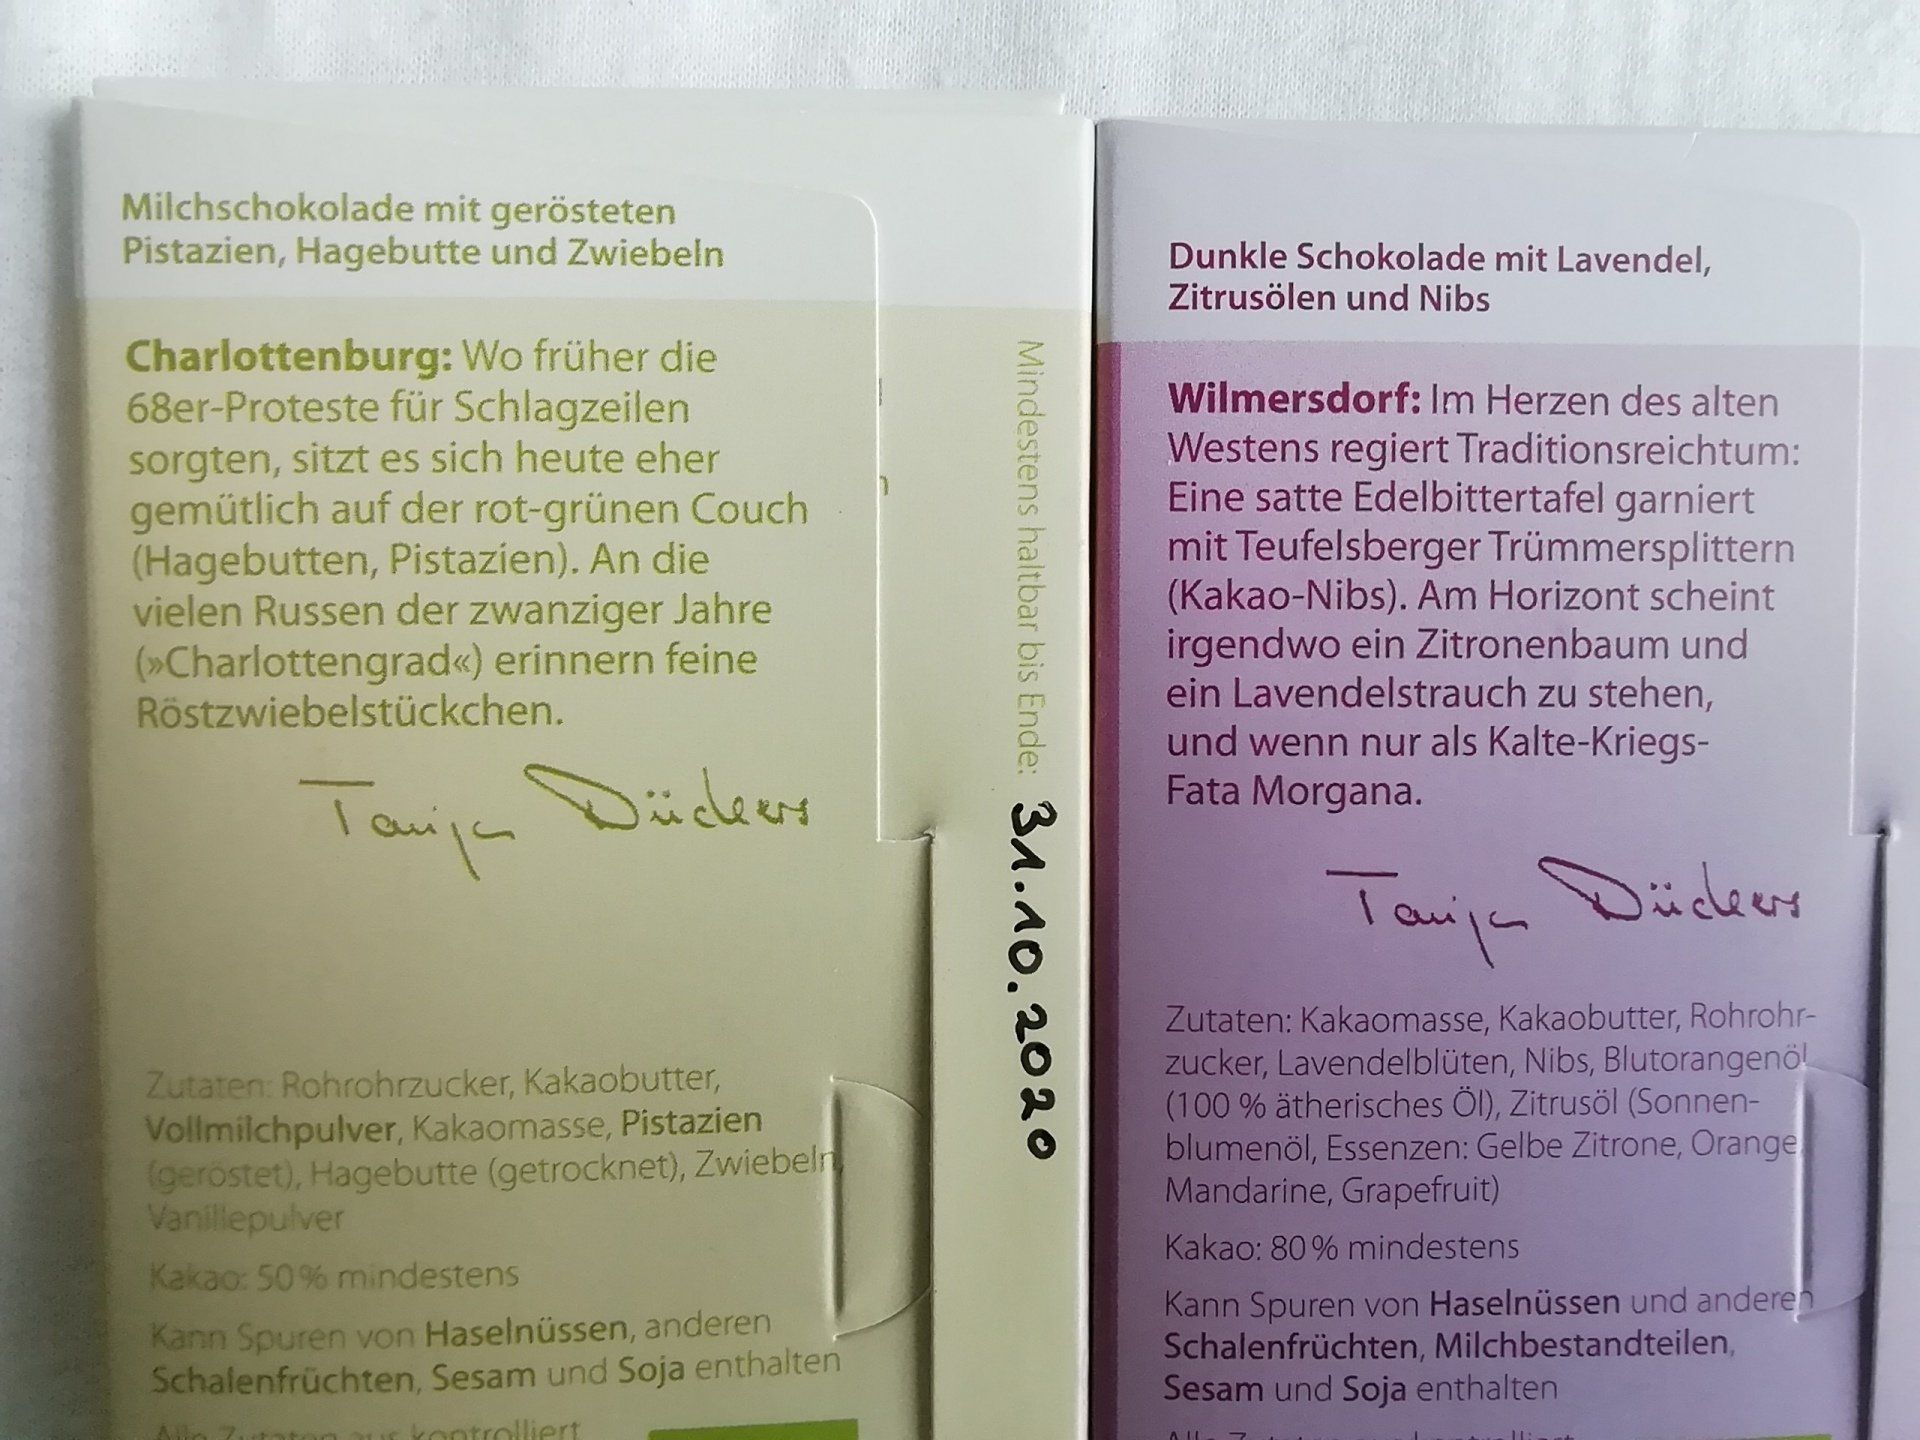 Milchschokolade mit gerösteten
Pistazien, Hagebutte und Zwiebeln
Charlottenburg: Wo früher die
68er-Proteste für Schlagzeilen
sorgten, sitzt es sich heute eher
gemütlich auf der rot-grünen Couch
(Hagebutten, Pistazien). An die
vielen Russen der zwanziger Jahre
(»Charlottengrad«) erinnern feine
Röstzwiebelstückchen.
Tanja Dückers
Zutaten: Rohrohrzucker, Kakaobutter,
Vollmilchpulver, Kakaomasse, Pistazien
(geröstet), Hagebutte (getrocknet), Zwiebeln,
Vanillepulver
Kakao: 50 % mindestens
Kann Spuren von Haselnüssen, anderen
Schalenfrüchten, Sesam und Soja enthalten
Alle Zutaten aus kontrolliert
Mindestens haltbar bis Ende: 31.10.2020
Dunkle Schokolade mit Lavendel,
Zitrusölen und Nibs
Wilmersdorf: Im Herzen des alten
Westens regiert Traditionsreichtum:
Eine satte Edelbittertafel garniert
mit Teufelsberger Trümmersplittern
(Kakao-Nibs). Am Horizont scheint
irgendwo ein Zitronenbaum und
ein Lavendelstrauch zu stehen,
und wenn nur als Kalte-Kriegs-
Fata Morgana.
Tanja Dückers
Zutaten: Kakaomasse, Kakaobutter, Rohrohr-
zucker, Lavendelblüten, Nibs, Blutorangenöl
(100 % ätherisches Öl), Zitrusöl (Sonnen-
blumenöl, Essenzen: Gelbe Zitrone, Orange,
Mandarine, Grapefruit)
Kakao: 80 % mindestens
Kann Spuren von Haselnüssen und anderen
Schalenfrüchten, Milchbestandteilen,
Sesam und Soja enthalten